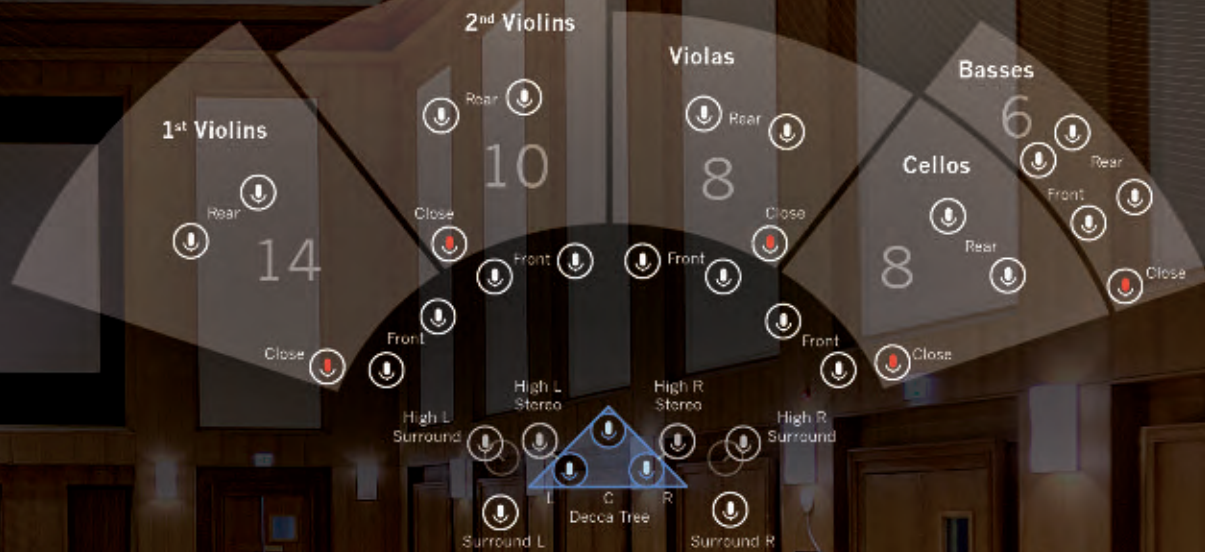 2nd Violins
Violas
Basses
6
Rear
Rear
1st Violins
10
8
Rear
Cellos
Front
Rear
14
Close
Close
Rear
8
Close
Front
Front
Front
Front
Close
Close
High L
Stereo
High R
Stereo
High L
Surround
High R
Surround
L
C
R
Decca Tree
Surround L
Surround R